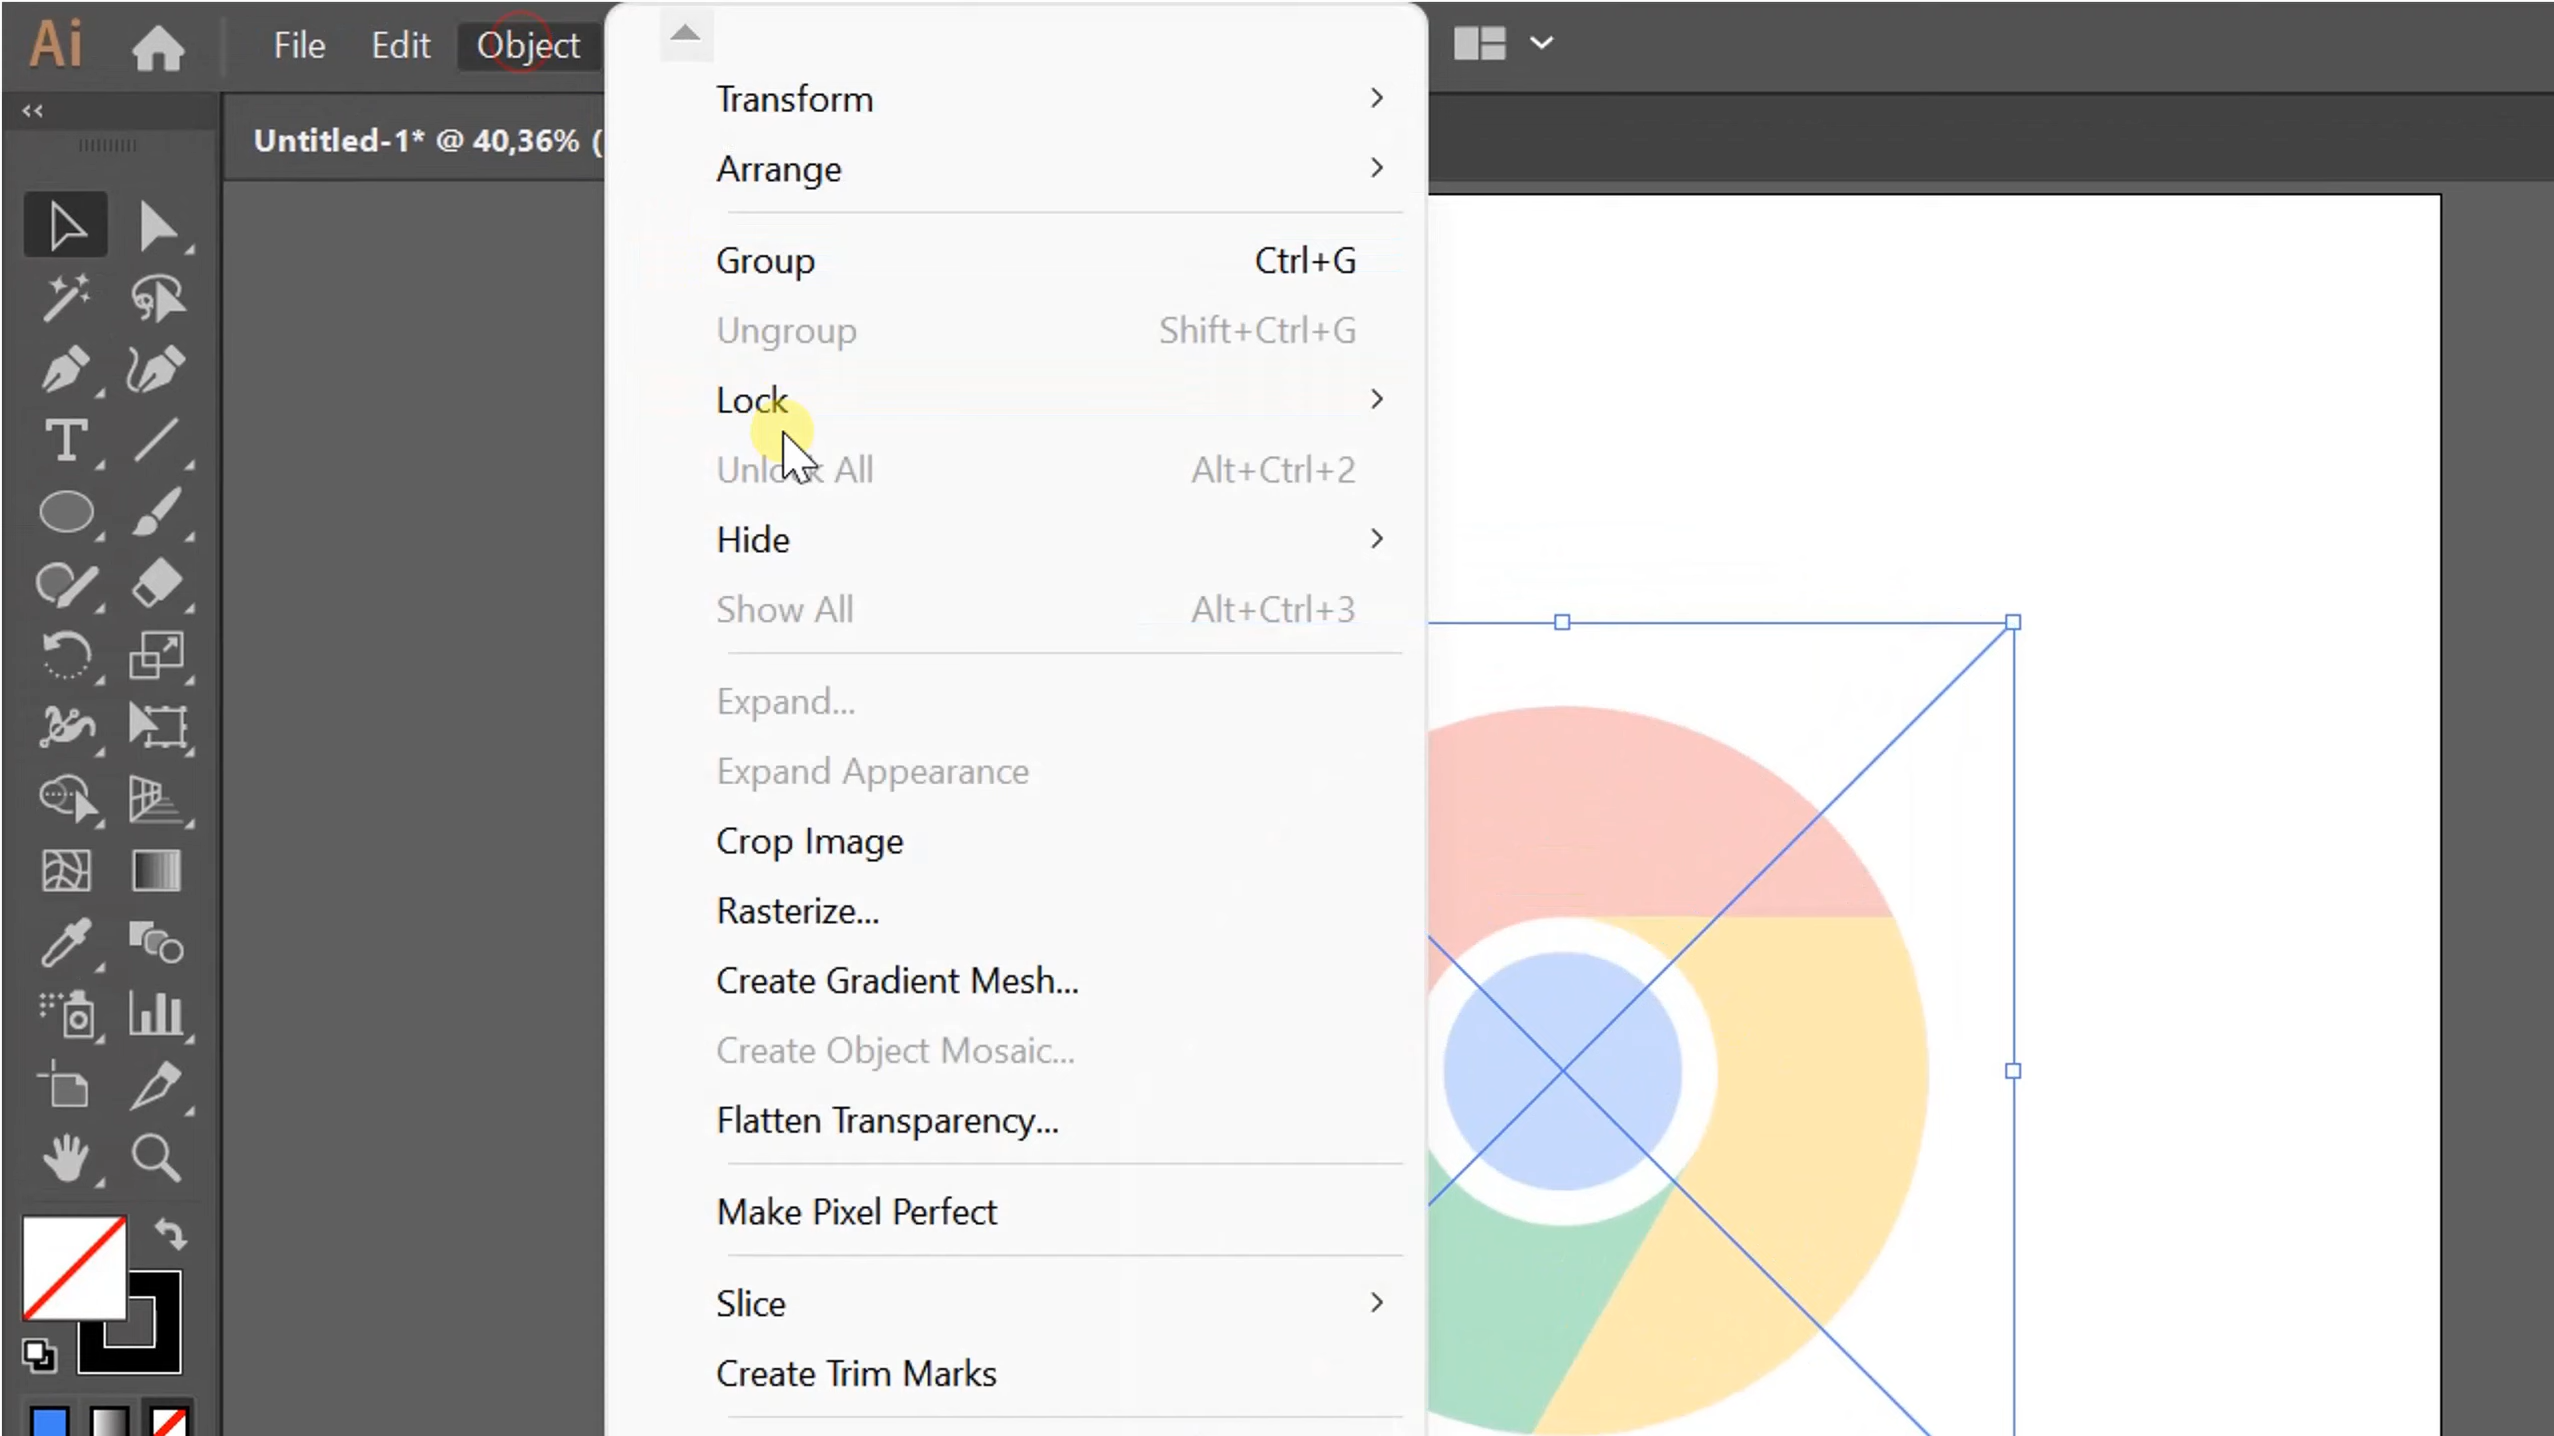 Ai
File Edit Object
Untitled-1* @ 40,36% (
Transform
Arrange
Group Ctrl+G
Ungroup Shift+Ctrl+G
Lock
Unlock All Alt+Ctrl+2
Hide
Show All Alt+Ctrl+3
Expand...
Expand Appearance
Crop Image
Rasterize...
Create Gradient Mesh...
Create Object Mosaic...
Flatten Transparency...
Make Pixel Perfect
Slice
Create Trim Marks